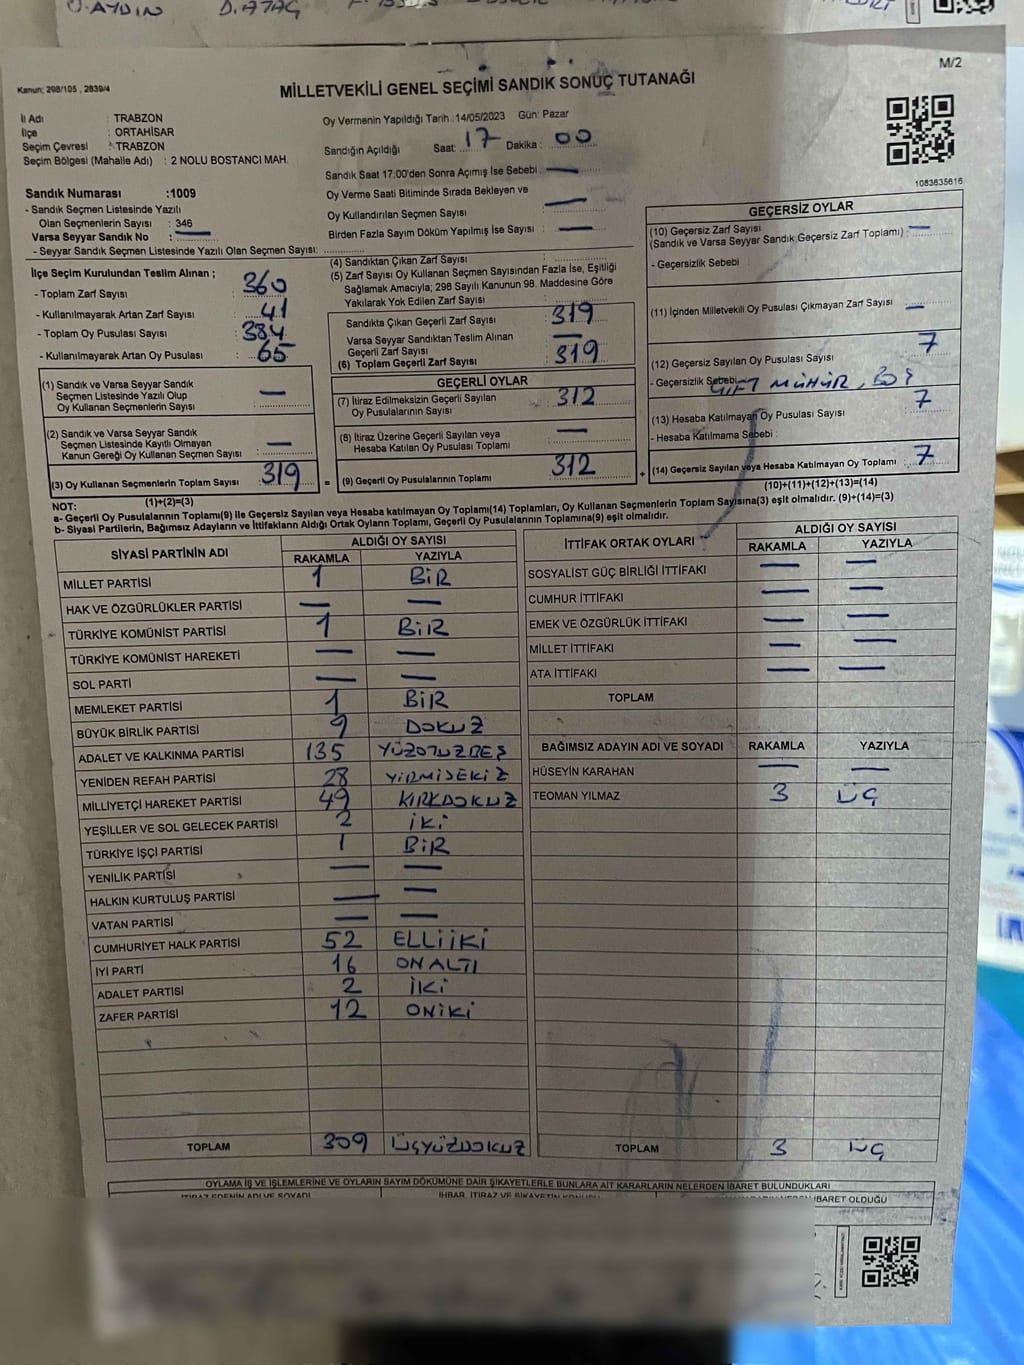 M/2
Kanun: 298/105 , 2839/4
MİLLETVEKİLİ GENEL SEÇİMİ SANDIK SONUÇ TUTANAĞI
İl Adı : TRABZON
İlçe : ORTAHİSAR
Seçim Çevresi : TRABZON
Seçim Bölgesi (Mahalle Adı) : 2 NOLU BOSTANCI MAH.
Oy Vermenin Yapıldığı Tarih : 14/05/2023 Gün: Pazar
Sandığın Açıldığı Saat: 17 Dakika: 00
Sandık Saat 17:00'den Sonra Açımış İse Sebebi : —
Oy Verme Saati Bitiminde Sırada Bekleyen ve
Oy Kullandırılan Seçmen Sayısı : —
Birden Fazla Sayım Döküm Yapılmış İse Sayısı : —
1083635616
Sandık Numarası :1009
- Sandık Seçmen Listesinde Yazılı
Olan Seçmenlerin Sayısı : 346
Varsa Seyyar Sandık No : —
- Seyyar Sandık Seçmen Listesinde Yazılı Olan Seçmen Sayısı:
İlçe Seçim Kurulundan Teslim Alınan ;
- Toplam Zarf Sayısı : 360
- Kullanılmayarak Artan Zarf Sayısı : 41
- Toplam Oy Pusulası Sayısı : 384
- Kullanılmayarak Artan Oy Pusulası : 65
(1) Sandık ve Varsa Seyyar Sandık
Seçmen Listesinde Yazılı Olup
Oy Kullanan Seçmenlerin Sayısı : —
(2) Sandık ve Varsa Seyyar Sandık
Seçmen Listesinde Kayıtlı Olmayan
Kanun Gereği Oy Kullanan Seçmen Sayısı : —
(3) Oy Kullanan Seçmenlerin Toplam Sayısı : 319
(1)+(2)=(3)
(4) Sandıktan Çıkan Zarf Sayısı :
(5) Zarf Sayısı Oy Kullanan Seçmen Sayısından Fazla İse, Eşitliği
Sağlamak Amacıyla; 298 Sayılı Kanunun 98. Maddesine Göre
Yakılarak Yok Edilen Zarf Sayısı :
Sandıkta Çıkan Geçerli Zarf Sayısı : 319
Varsa Seyyar Sandıktan Teslim Alınan
Geçerli Zarf Sayısı : —
(6) Toplam Geçerli Zarf Sayısı : 319
GEÇERLİ OYLAR
(7) İtiraz Edilmeksizin Geçerli Sayılan
Oy Pusulalarının Sayısı : 312
(8) İtiraz Üzerine Geçerli Sayılan veya
Hesaba Katılan Oy Pusulası Toplamı : —
= (9) Geçerli Oy Pusulalarının Toplamı : 312
GEÇERSİZ OYLAR
(10) Geçersiz Zarf Sayısı
(Sandık ve Varsa Seyyar Sandık Geçersiz Zarf Toplamı) : —
- Geçersizlik Sebebi :
(11) İçinden Milletvekili Oy Pusulası Çıkmayan Zarf Sayısı : —
(12) Geçersiz Sayılan Oy Pusulası Sayısı : 7
- Geçersizlik Sebebi : ÇİFT MÜHÜR, BOŞ
(13) Hesaba Katılmayan Oy Pusulası Sayısı : 7
- Hesaba Katılmama Sebebi :
+ (14) Geçersiz Sayılan veya Hesaba Katılmayan Oy Toplamı : 7
(10)+(11)+(12)+(13)=(14)
NOT:
a- Geçerli Oy Pusulalarının Toplamı(9) ile Geçersiz Sayılan veya Hesaba katılmayan Oy Toplamı(14) Toplamları, Oy Kullanan Seçmenlerin Toplam Sayısına(3) eşit olmalıdır. (9)+(14)=(3)
b- Siyasi Partilerin, Bağımsız Adayların ve İttifakların Aldığı Ortak Oyların Toplamı, Geçerli Oy Pusulalarının Toplamına(9) eşit olmalıdır.
SİYASİ PARTİNİN ADI ALDIĞI OY SAYISI
RAKAMLA YAZIYLA
MİLLET PARTİSİ 1 BİR
HAK VE ÖZGÜRLÜKLER PARTİSİ — —
TÜRKİYE KOMÜNİST PARTİSİ 1 BİR
TÜRKİYE KOMÜNİST HAREKETİ — —
SOL PARTİ — —
MEMLEKET PARTİSİ 1 BİR
BÜYÜK BİRLİK PARTİSİ 9 DOKUZ
ADALET VE KALKINMA PARTİSİ 135 YÜZOTUZBEŞ
YENİDEN REFAH PARTİSİ 28 YİRMİSEKİZ
MİLLİYETÇİ HAREKET PARTİSİ 49 KIRKDOKUZ
YEŞİLLER VE SOL GELECEK PARTİSİ 2 İKİ
TÜRKİYE İŞÇİ PARTİSİ 1 BİR
YENİLİK PARTİSİ — —
HALKIN KURTULUŞ PARTİSİ — —
VATAN PARTİSİ — —
CUMHURİYET HALK PARTİSİ 52 ELLİİKİ
İYİ PARTİ 16 ONALTI
ADALET PARTİSİ 2 İKİ
ZAFER PARTİSİ 12 ONİKİ
TOPLAM 309 ÜÇYÜZDOKUZ
İTTİFAK ORTAK OYLARI ALDIĞI OY SAYISI
RAKAMLA YAZIYLA
SOSYALİST GÜÇ BİRLİĞİ İTTİFAKI — —
CUMHUR İTTİFAKI — —
EMEK VE ÖZGÜRLÜK İTTİFAKI — —
MİLLET İTTİFAKI — —
ATA İTTİFAKI — —
TOPLAM
BAĞIMSIZ ADAYIN ADI VE SOYADI RAKAMLA YAZIYLA
HÜSEYİN KARAHAN — —
TEOMAN YILMAZ 3 ÜÇ
TOPLAM 3 ÜÇ
OYLAMA İŞ VE İŞLEMLERİNE VE OYLARIN SAYIM DÖKÜMÜNE DAİR ŞİKAYETLERLE BUNLARA AİT KARARLARIN NELERDEN İBARET BULUNDUKLARI
İBARET OLDUĞU